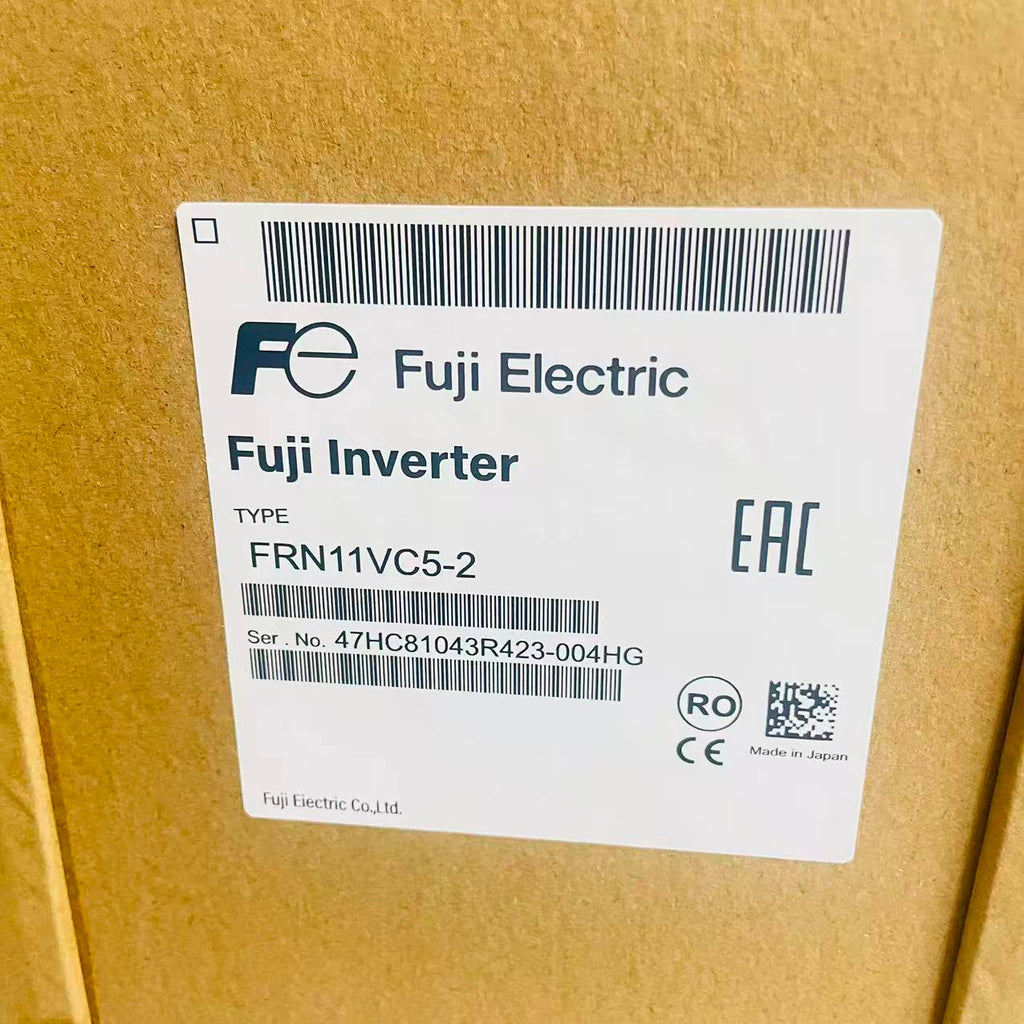 Fe Fuji Electric
Fuji Inverter
TYPE
EAC
FRN11VC5-2
Ser . No. 47HC81043R423-004HG
RO
CE
Made in Japan
Fuji Eiectric Co.,Ltd.